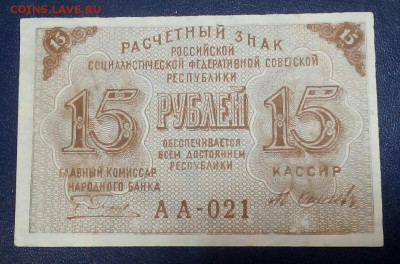 COINS.LAVE.RU
15 РАСЧЕТНЫЙ ЗНАК 15
РОССИЙСКОЙ
СОЦИАЛИСТИЧЕСКОЙ ФЕДЕРАТИВНОЙ СОВЕТСКОЙ
РЕСПУБЛИКИ
15 РУБЛЕЙ 15
ОБЕСПЕЧИВАЕТСЯ
ВСЕМ ДОСТОЯНИЕМ
РЕСПУБЛИКИ
ГЛАВНЫЙ КОМИССАР
НАРОДНОГО БАНКА
КАССИР
АА-021